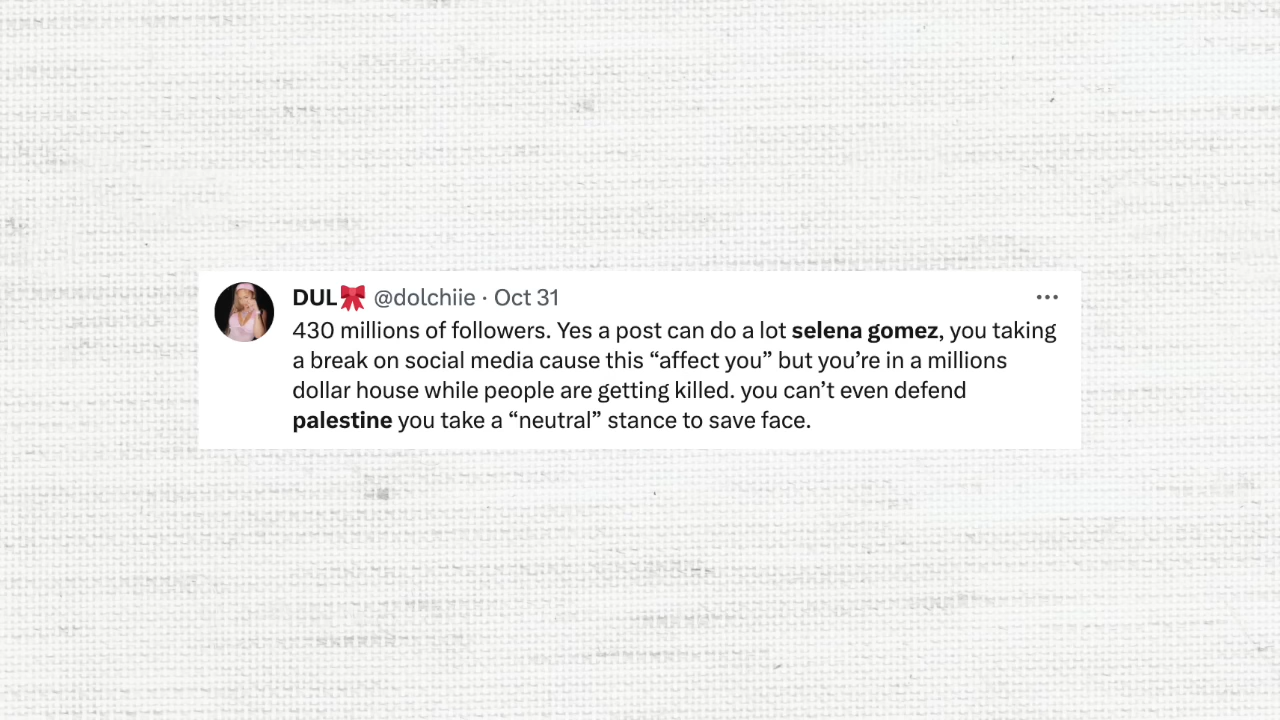 DUL🎀 @dolchiie · Oct 31
430 millions of followers. Yes a post can do a lot selena gomez, you taking
a break on social media cause this “affect you” but you’re in a millions
dollar house while people are getting killed. you can’t even defend
palestine you take a “neutral” stance to save face.